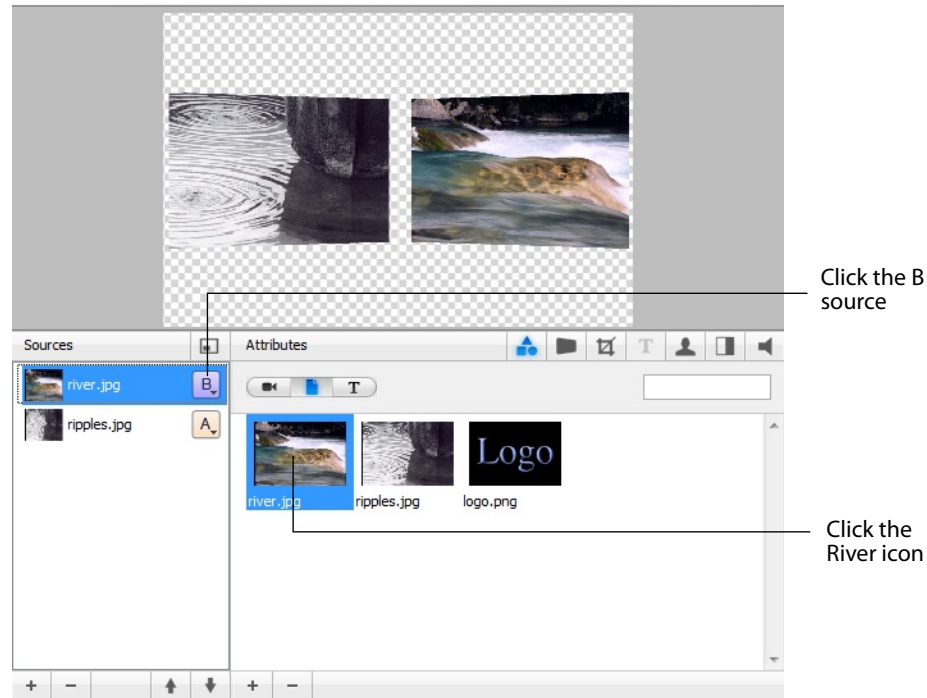 Click the B
source
Sources
Attributes
T
river.jpg
B
T
ripples.jpg
A
Logo
river.jpg
ripples.jpg
logo.png
Click the
River icon